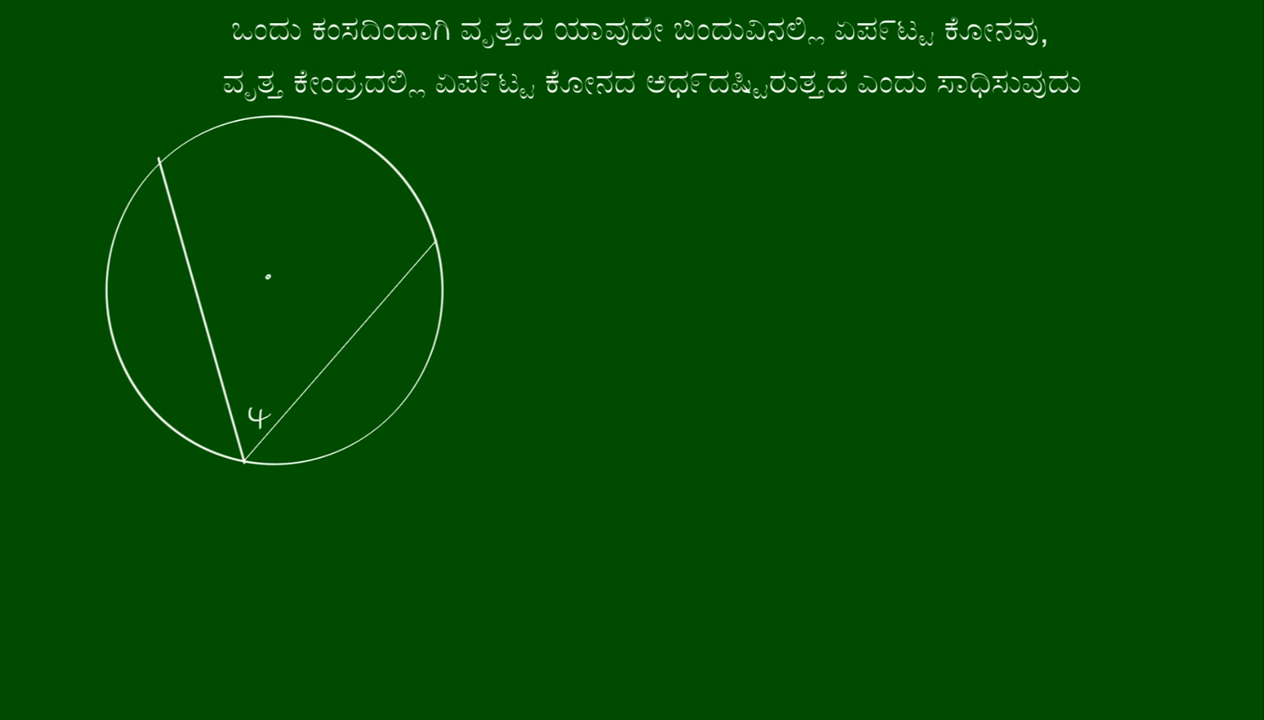 ಒಂದು ಕಂಸದಿಂದಾಗಿ ವೃತ್ತದ ಯಾವುದೇ ಬಿಂದುವಿನಲ್ಲಿ ಏರ್ಪಟ್ಟ ಕೋನವು,
ವೃತ್ತ ಕೇಂದ್ರದಲ್ಲಿ ಏರ್ಪಟ್ಟ ಕೋನದ ಅರ್ಧದಷ್ಟಿರುತ್ತದೆ ಎಂದು ಸಾಧಿಸುವುದು